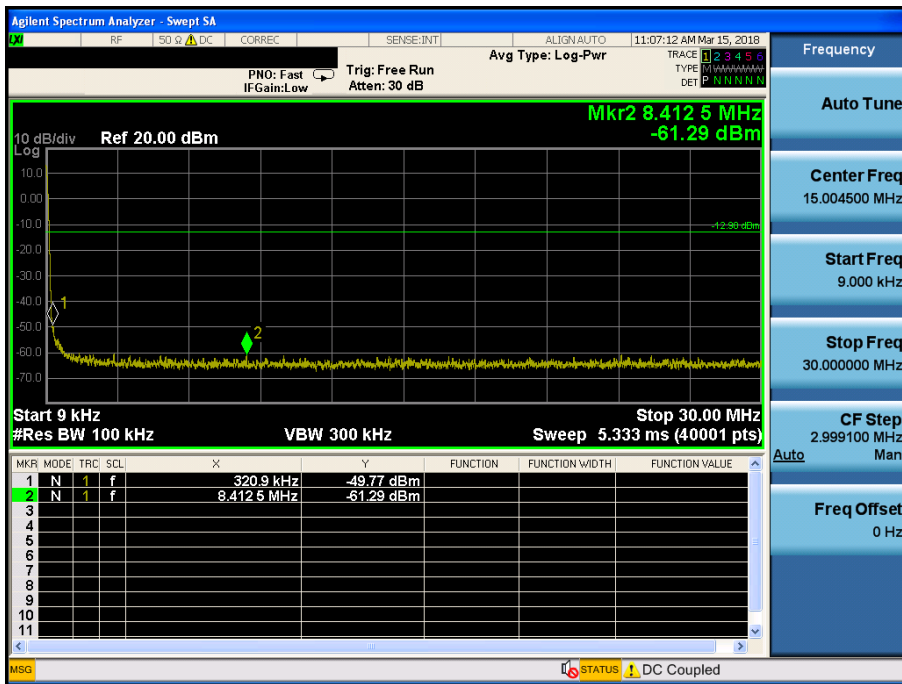 Agilent Spectrum Analyzer - Swept SA
LXI RF 50 Ω DC CORREC SENSE:INT ALIGN AUTO 11:07:12 AM Mar 15, 2018
Frequency
Avg Type: Log-Pwr
TRACE 1 2 3 4 5 6
PNO: Fast Trig: Free Run TYPE M WWWWW
IFGain:Low Atten: 30 dB DET P N N N N N
Auto Tune
Mkr2 8.412 5 MHz
10 dB/div Ref 20.00 dBm -61.29 dBm
Log
10.0
0.00
-10.0
-12.90 dBm
-20.0
-30.0
-40.0
1
-50.0
2
-60.0
-70.0
Center Freq
15.004500 MHz
Start Freq
9.000 kHz
Stop Freq
30.000000 MHz
Start 9 kHz Stop 30.00 MHz
#Res BW 100 kHz VBW 300 kHz Sweep 5.333 ms (40001 pts)
CF Step
2.999100 MHz
Auto Man
MKR MODE TRC SCL X Y FUNCTION FUNCTION WIDTH FUNCTION VALUE
1 N 1 f 320.9 kHz -49.77 dBm
2 N 1 f 8.412 5 MHz -61.29 dBm
3
4
5
6
7
8
9
10
11
Freq Offset
0 Hz
MSG STATUS DC Coupled